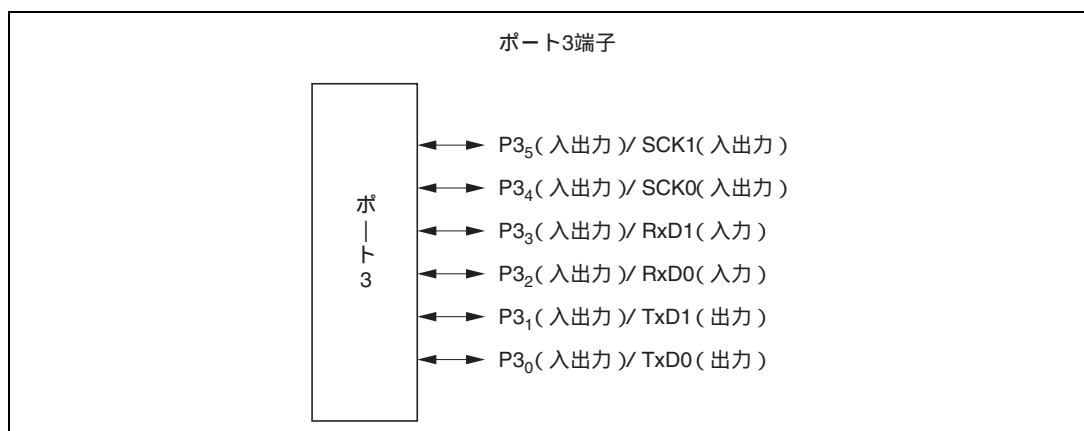 ポート3端子
ポート3
P3₅(入出力)/ SCK1(入出力)
P3₄(入出力)/ SCK0(入出力)
P3₃(入出力)/ RxD1(入力)
P3₂(入出力)/ RxD0(入力)
P3₁(入出力)/ TxD1(出力)
P3₀(入出力)/ TxD0(出力)